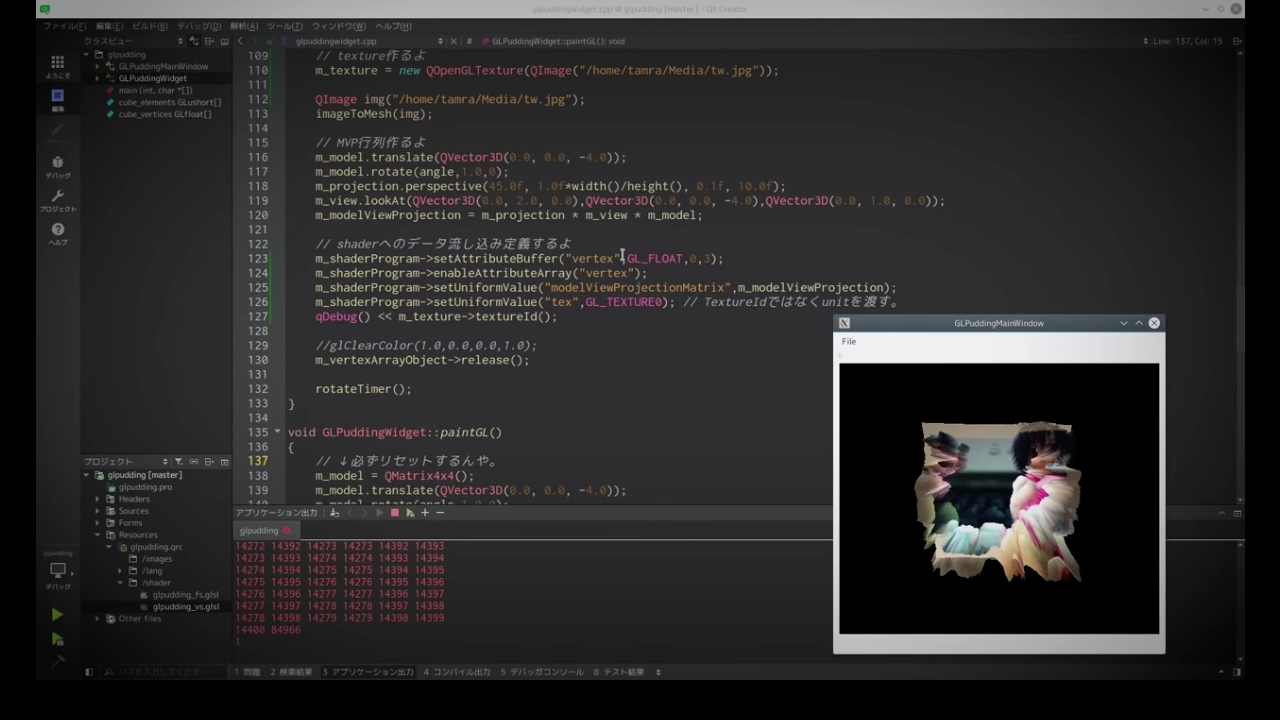 glpuddingwidget.cpp @ glpudding [master] - Qt Creator
ファイル(F) 編集(E) ビルド(B) デバッグ(D) 解析(A) ツール(T) ウィンドウ(W) ヘルプ(H)
クラスビュー
glpuddingwidget.cpp
GLPuddingWidget::paintGL(): void
Line: 137, Col: 15
ようこそ
編集
デバッグ
プロジェクト
ヘルプ
glpudding
GLPuddingMainWindow
GLPuddingWidget
main (int, char *[])
cube_elements GLushort[]
cube_vertices GLfloat[]
109 // texture作るよ
110 m_texture = new QOpenGLTexture(QImage("/home/tamra/Media/tw.jpg"));
111
112 QImage img("/home/tamra/Media/tw.jpg");
113 imageToMesh(img);
114
115 // MVP行列作るよ
116 m_model.translate(QVector3D(0.0, 0.0, -4.0));
117 m_model.rotate(angle,1.0,0);
118 m_projection.perspective(45.0f, 1.0f*width()/height(), 0.1f, 10.0f);
119 m_view.lookAt(QVector3D(0.0, 2.0, 0.0),QVector3D(0.0, 0.0, -4.0),QVector3D(0.0, 1.0, 0.0));
120 m_modelViewProjection = m_projection * m_view * m_model;
121
122 // shaderへのデータ流し込み定義するよ
123 m_shaderProgram->setAttributeBuffer("vertex",GL_FLOAT,0,3);
124 m_shaderProgram->enableAttributeArray("vertex");
125 m_shaderProgram->setUniformValue("modelViewProjectionMatrix",m_modelViewProjection);
126 m_shaderProgram->setUniformValue("tex",GL_TEXTURE0); // TextureIdではなくunitを渡す。
127 qDebug() << m_texture->textureId();
128
129 //glClearColor(1.0,0.0,0.0,1.0);
130 m_vertexArrayObject->release();
131
132 rotateTimer();
133 }
134
135 void GLPuddingWidget::paintGL()
136 {
137 // ↓必ずリセットするんや。
138 m_model = QMatrix4x4();
139 m_model.translate(QVector3D(0.0, 0.0, -4.0));
プロジェクト
glpudding [master]
glpudding.pro
Headers
Sources
Forms
Resources
glpudding.qrc
/images
/lang
/shader
glpudding_fs.glsl
glpudding_vs.glsl
Other files
glpudding
デバッグ
アプリケーション出力
glpudding
14272 14392 14273 14273 14392 14393
14273 14393 14274 14274 14393 14394
14274 14394 14275 14275 14394 14395
14275 14395 14276 14276 14395 14396
14276 14396 14277 14277 14396 14397
14277 14397 14278 14278 14397 14398
14278 14398 14279 14279 14398 14399
14400 84966
1
GLPuddingMainWindow
File
パスを入力してくださ…
1 問題 2 検索結果 3 アプリケーション出力 4 コンパイル出力 5 デバッガコンソール 8 テスト結果